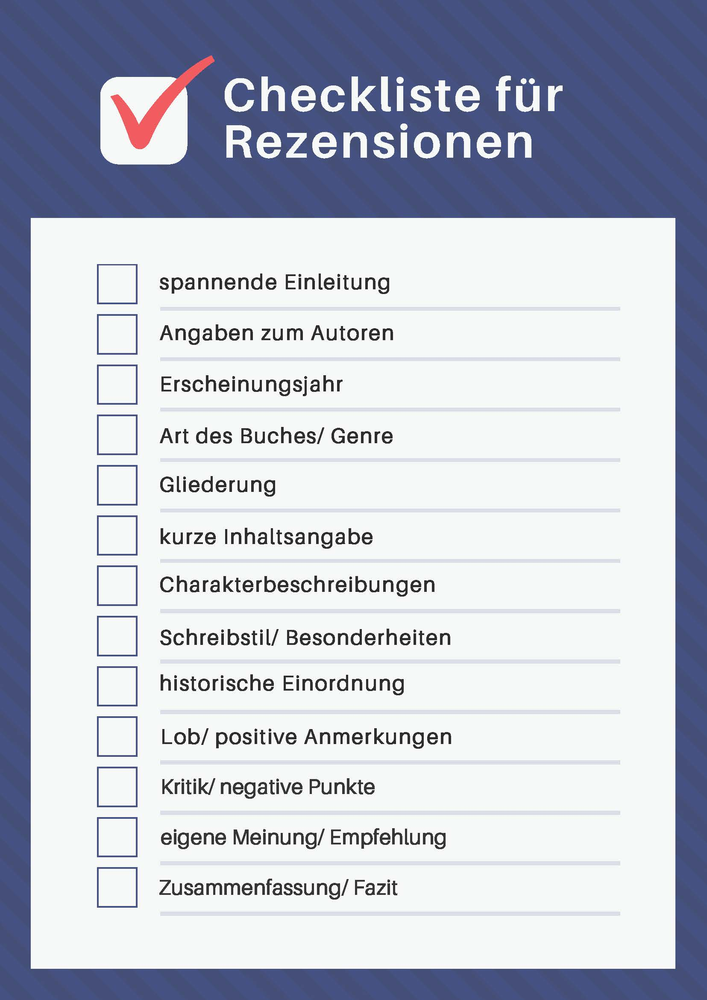 Checkliste für
Rezensionen
spannende Einleitung
Angaben zum Autoren
Erscheinungsjahr
Art des Buches/ Genre
Gliederung
kurze Inhaltsangabe
Charakterbeschreibungen
Schreibstil/ Besonderheiten
historische Einordnung
Lob/ positive Anmerkungen
Kritik/ negative Punkte
eigene Meinung/ Empfehlung
Zusammenfassung/ Fazit